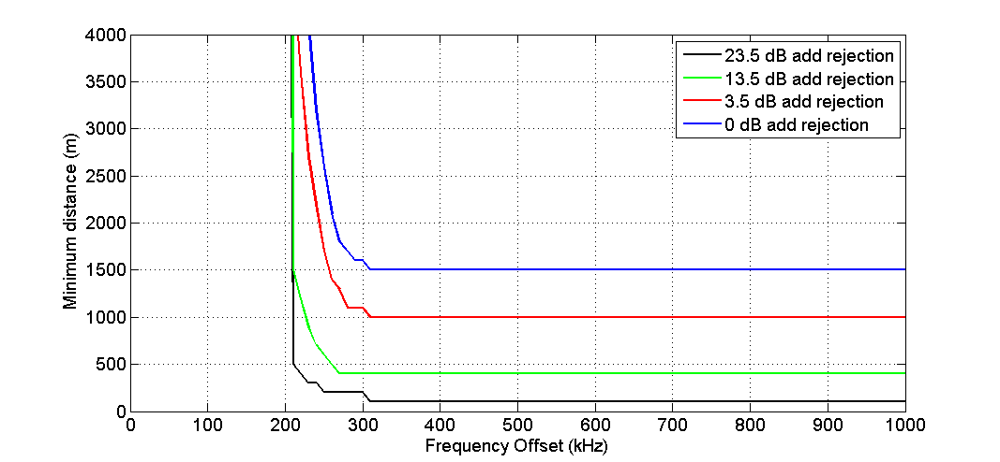 4000
3500
3000
2500
2000
1500
1000
500
0
Minimum distance (m)
23.5 dB add rejection
13.5 dB add rejection
3.5 dB add rejection
0 dB add rejection
0 100 200 300 400 500 600 700 800 900 1000
Frequency Offset (kHz)